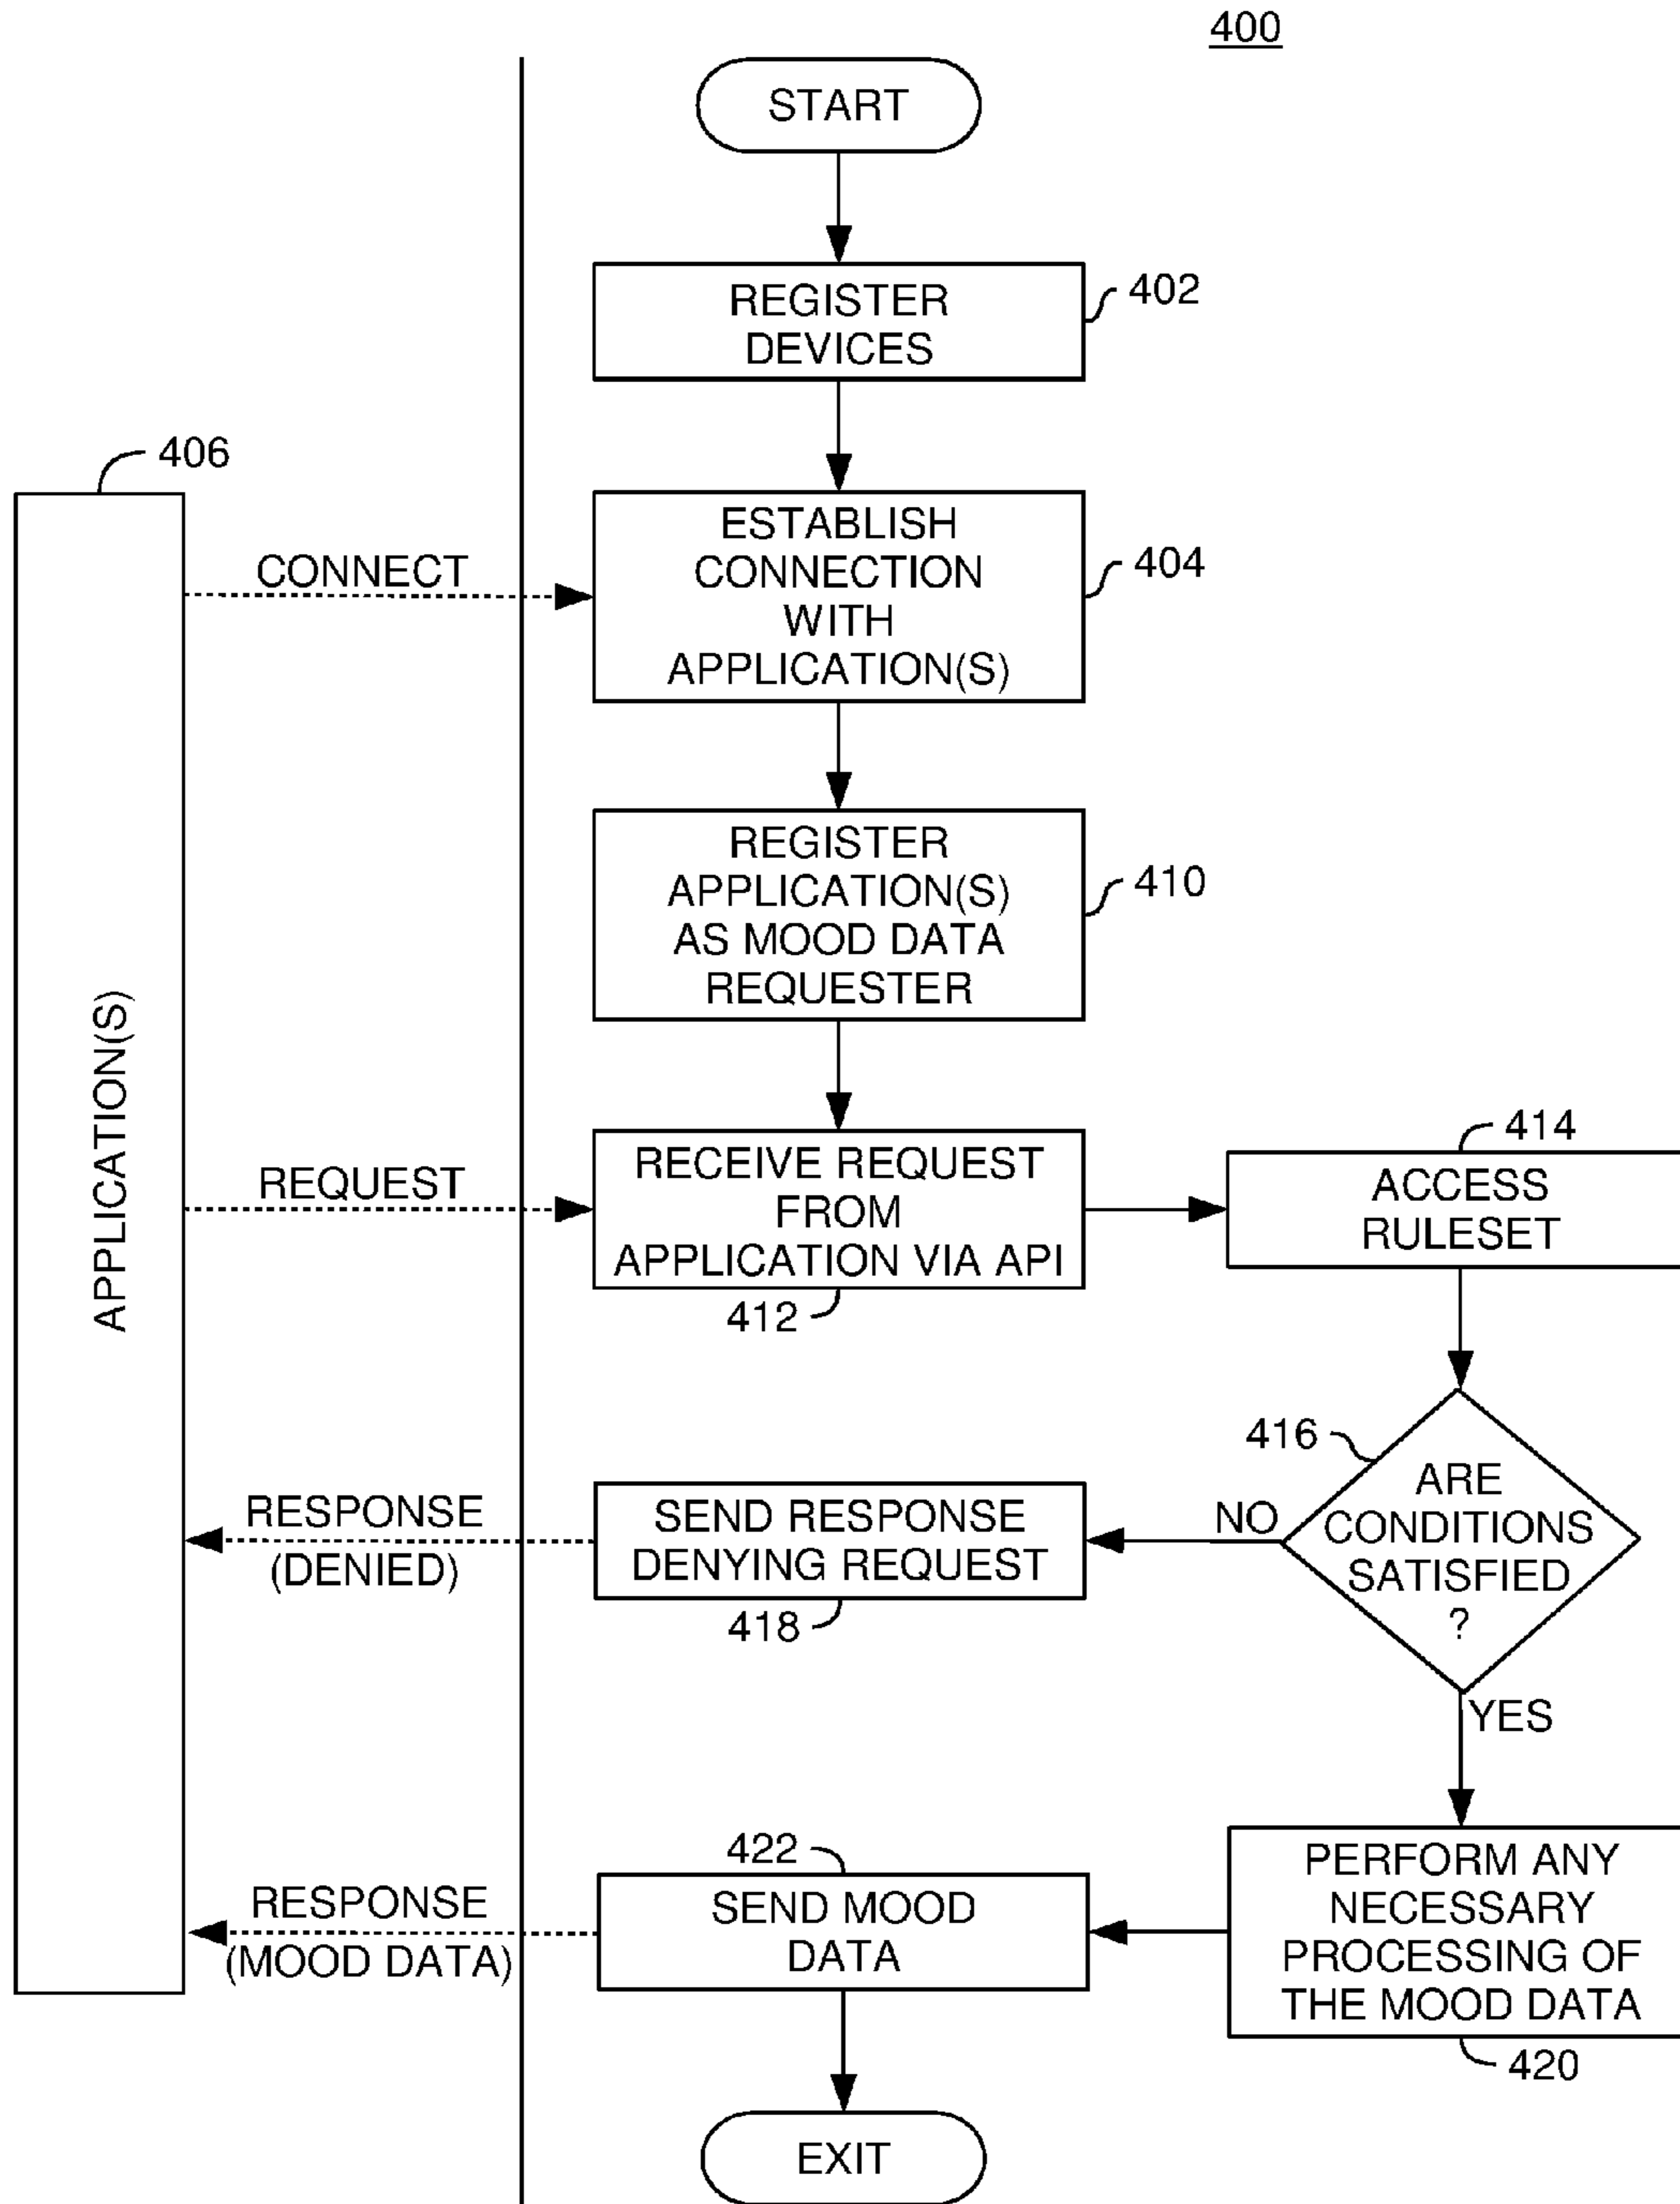 400
START
REGISTER
DEVICES
402
406
APPLICATION(S)
CONNECT
ESTABLISH
CONNECTION
WITH
APPLICATION(S)
404
REGISTER
APPLICATION(S)
AS MOOD DATA
REQUESTER
410
REQUEST
RECEIVE REQUEST
FROM
APPLICATION VIA API
412
414
ACCESS
RULESET
416
ARE
CONDITIONS
SATISFIED
?
NO
SEND RESPONSE
DENYING REQUEST
418
RESPONSE
(DENIED)
YES
PERFORM ANY
NECESSARY
PROCESSING OF
THE MOOD DATA
420
422
SEND MOOD
DATA
RESPONSE
(MOOD DATA)
EXIT